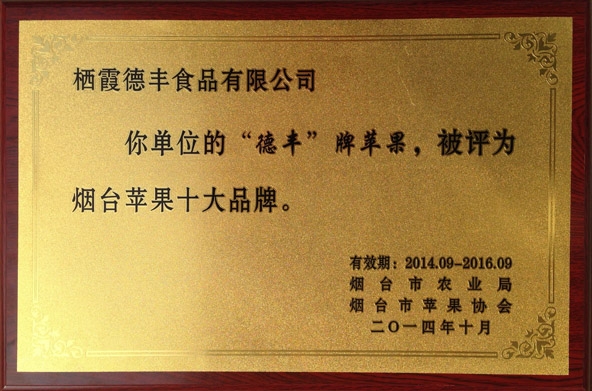 栖霞德丰食品有限公司
你单位的“德丰”牌苹果，被评为
烟台苹果十大品牌。
有效期：2014.09-2016.09
烟台市农业局
烟台市苹果协会
二〇一四年十月